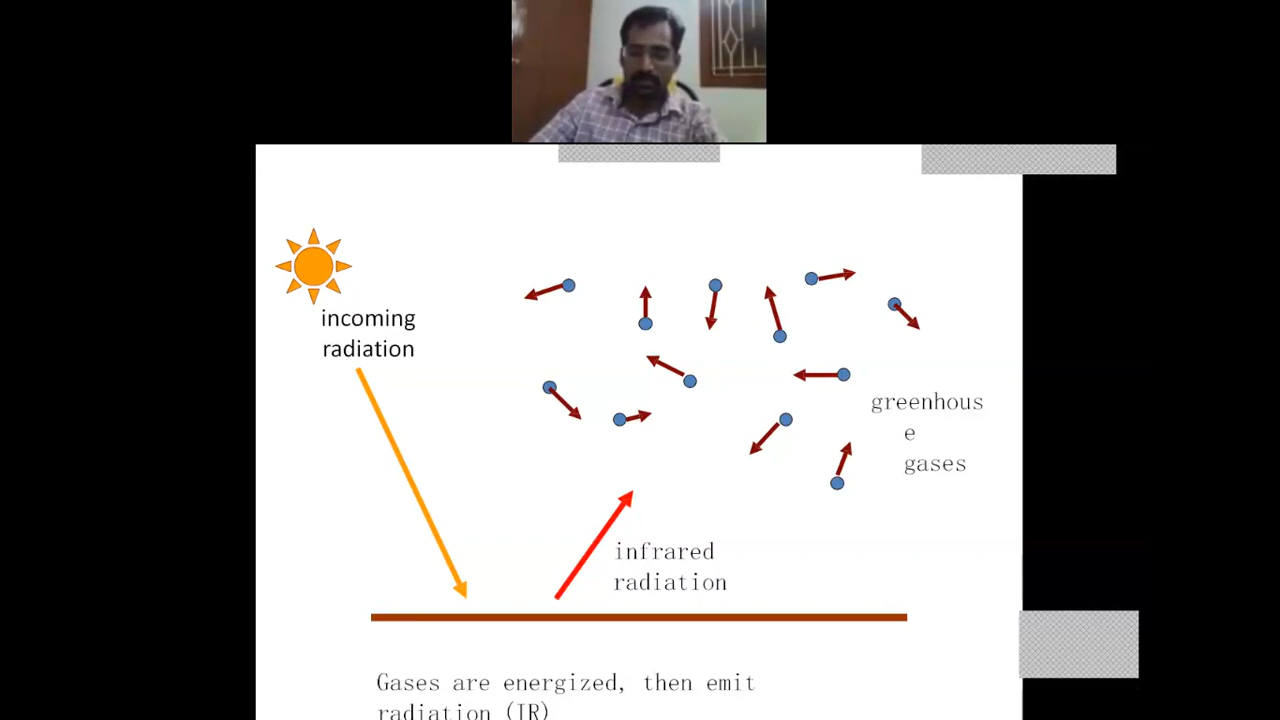 incoming
radiation
greenhous
e
gases
infrared
radiation
Gases are energized, then emit
radiation (IR)